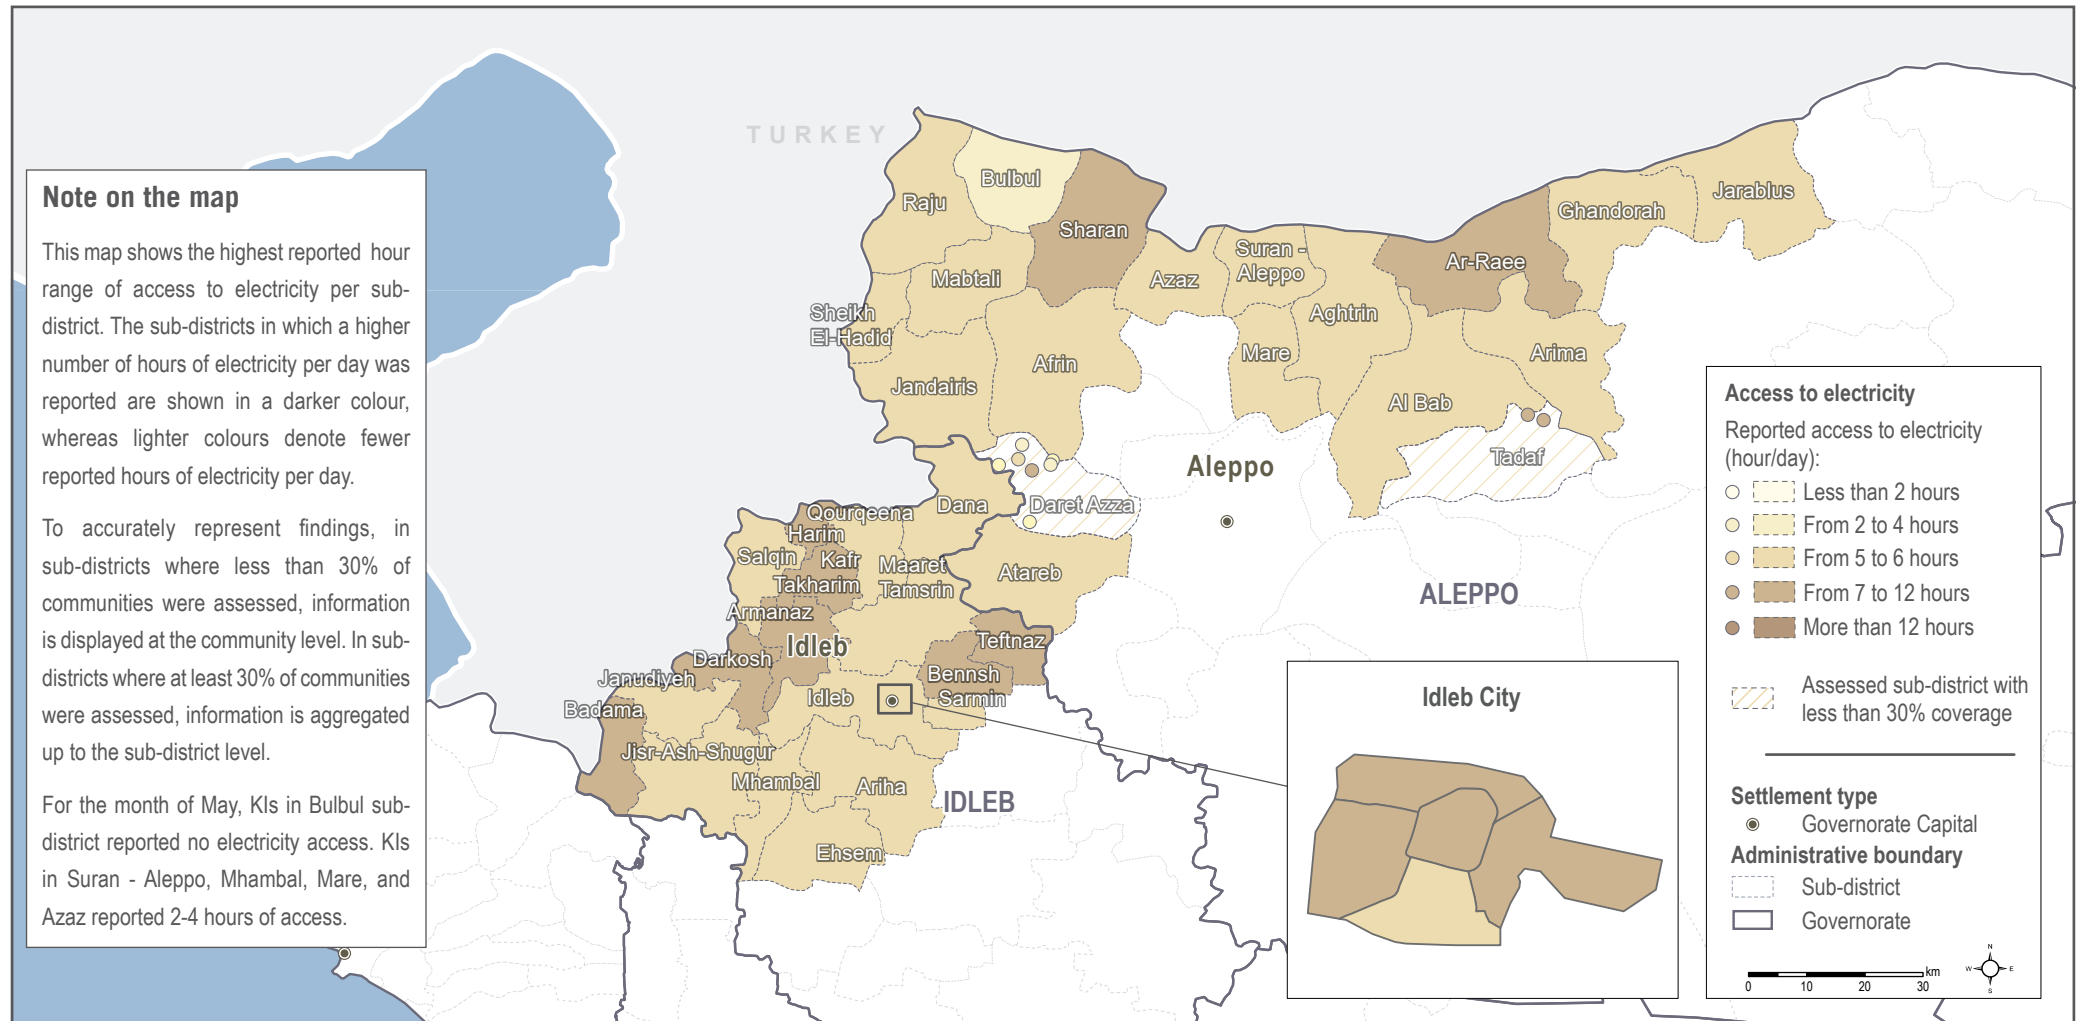 TURKEY
Note on the map
This map shows the highest reported hour
range of access to electricity per sub-
district. The sub-districts in which a higher
number of hours of electricity per day was
reported are shown in a darker colour,
whereas lighter colours denote fewer
reported hours of electricity per day.
To accurately represent findings, in
sub-districts where less than 30% of
communities were assessed, information
is displayed at the community level. In sub-
districts where at least 30% of communities
were assessed, information is aggregated
up to the sub-district level.
For the month of May, KIs in Bulbul sub-
district reported no electricity access. KIs
in Suran - Aleppo, Mhambal, Mare, and
Azaz reported 2-4 hours of access.
Bulbul
Raju
Sharan
Mabtali
Sheikh
El-Hadid
Azaz
Suran -
Aleppo
Aghtrin
Ar-Raee
Ghandorah
Jarablus
Jandairis
Afrin
Mare
Arima
Al Bab
Tadaf
Aleppo
Dana
Daret Azza
Qourqeena
Harim
Salqin
Kafr
Takharim
Maaret
Tamsrin
Atareb
ALEPPO
Armanaz
Idleb
Teftnaz
Darkosh
Bennsh
Janudiyeh
Idleb
Sarmin
Badama
Jisr-Ash-Shugur
Mhambal
Ariha
IDLEB
Ehsem
Idleb City
Access to electricity
Reported access to electricity
(hour/day):
Less than 2 hours
From 2 to 4 hours
From 5 to 6 hours
From 7 to 12 hours
More than 12 hours
Assessed sub-district with
less than 30% coverage
Settlement type
Governorate Capital
Administrative boundary
Sub-district
Governorate
km
0 10 20 30
N
W E
S